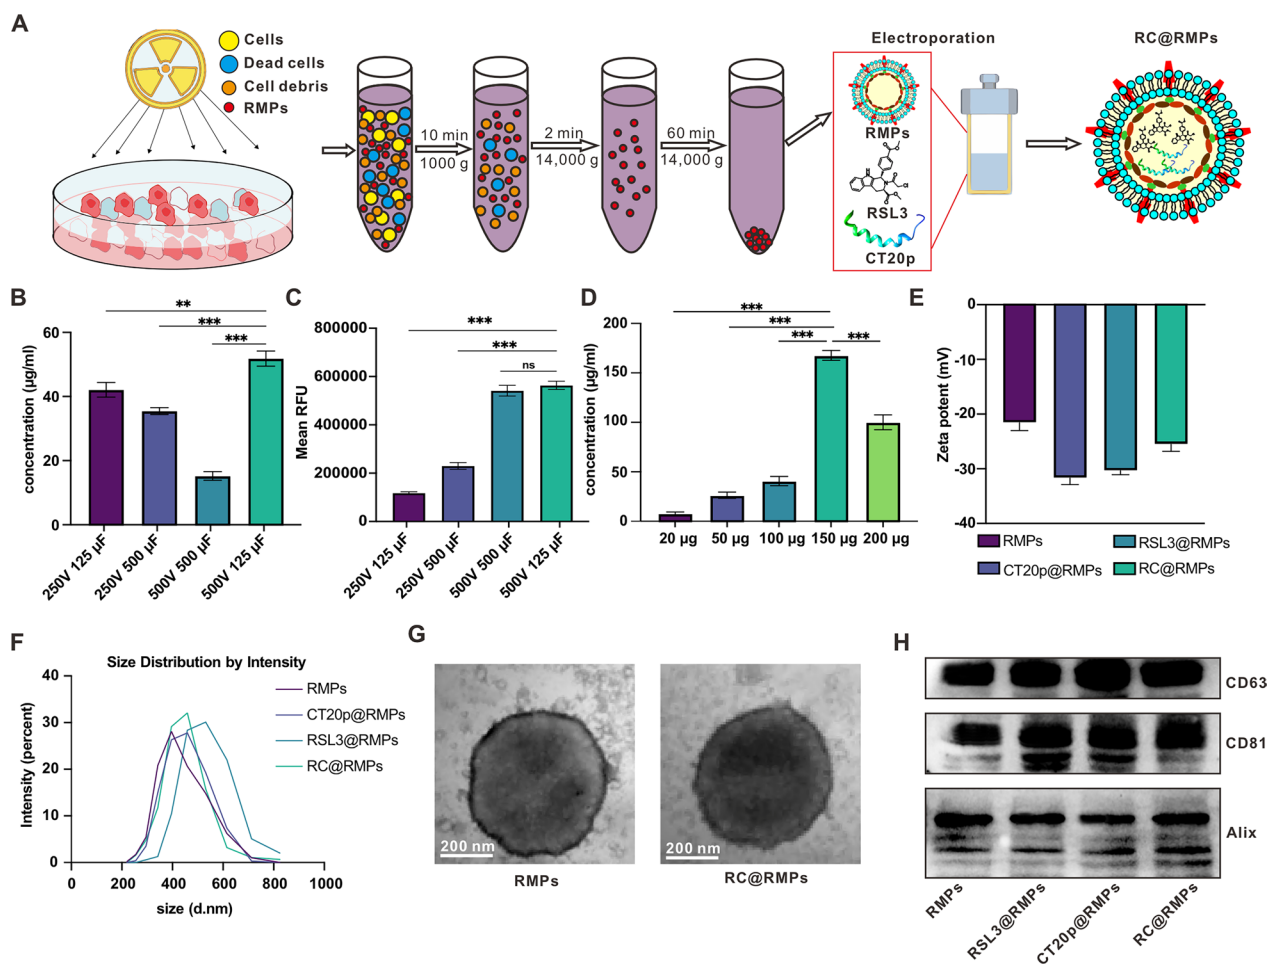 A
Cells
Dead cells
Cell debris
RMPs
10 min
1000 g
2 min
14,000 g
60 min
14,000 g
Electroporation
RMPs
RSL3
CT20p
RC@RMPs
B
** 
***
***
concentration (µg/ml)
60
40
20
0
250V 125 µF
250V 500 µF
500V 500 µF
500V 125 µF
C
***
***
ns
Mean RFU
800000
600000
400000
200000
0
250V 125 µF
250V 500 µF
500V 500 µF
500V 125 µF
D
***
***
*** ***
concentration (µg/ml)
200
150
100
50
0
20 µg 50 µg 100 µg 150 µg 200 µg
E
Zeta potent (mV)
0
-10
-20
-30
-40
RMPs
CT20p@RMPs
RSL3@RMPs
RC@RMPs
F
Size Distribution by Intensity
Intensity (percent)
40
30
20
10
0
0 200 400 600 800 1000
size (d.nm)
RMPs
CT20p@RMPs
RSL3@RMPs
RC@RMPs
G
200 nm
RMPs
200 nm
RC@RMPs
H
CD63
CD81
Alix
RMPs
RSL3@RMPs
CT20p@RMPs
RC@RMPs